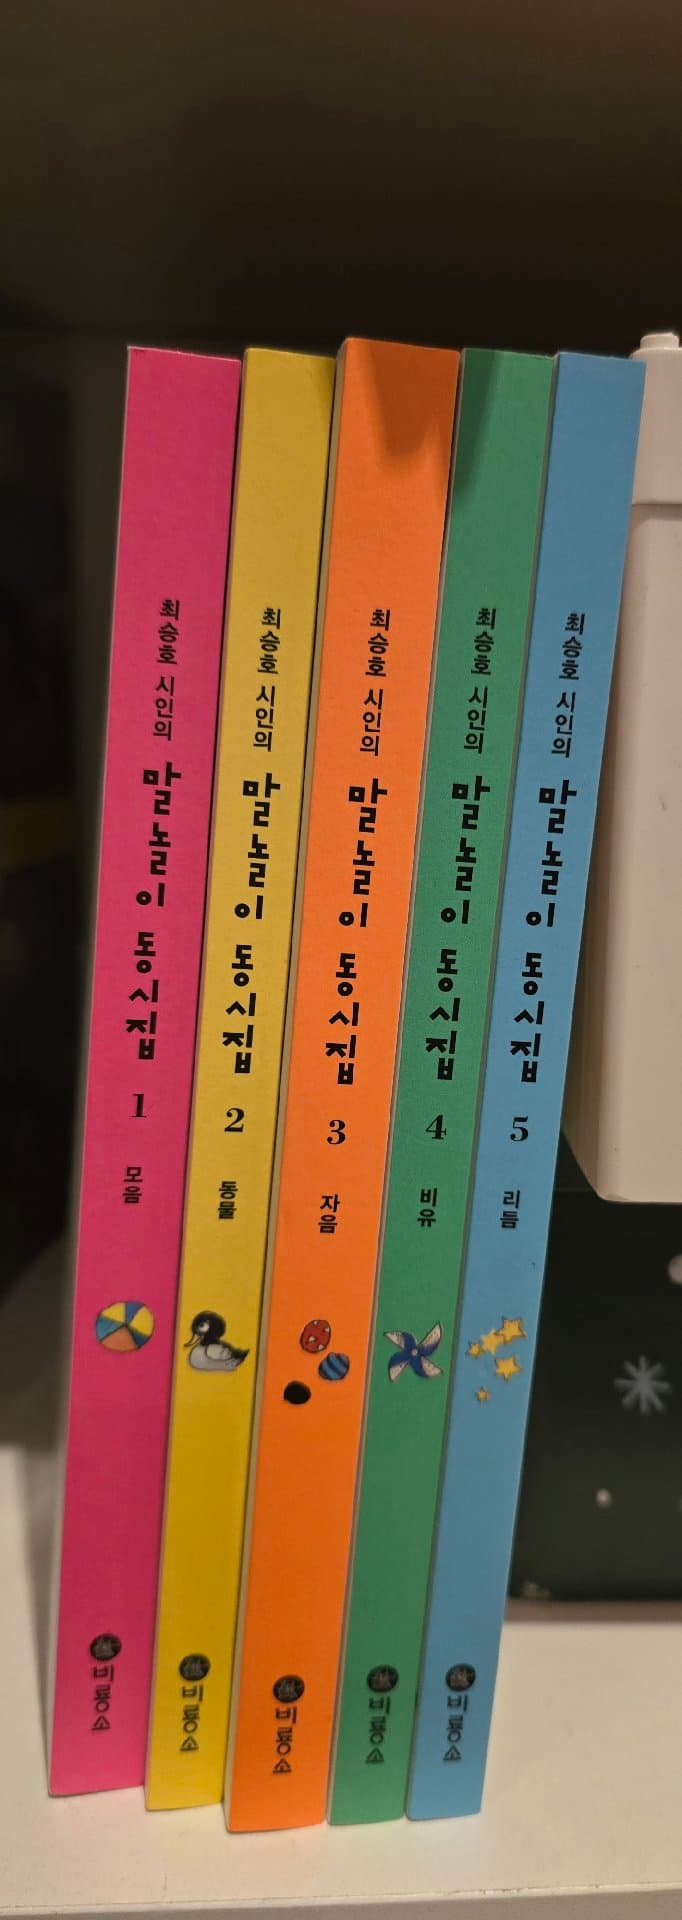 최승호 시인의 말놀이 동시집 1 모음 비룡소
최승호 시인의 말놀이 동시집 2 동물 비룡소
최승호 시인의 말놀이 동시집 3 자음 비룡소
최승호 시인의 말놀이 동시집 4 비유 비룡소
최승호 시인의 말놀이 동시집 5 리듬 비룡소